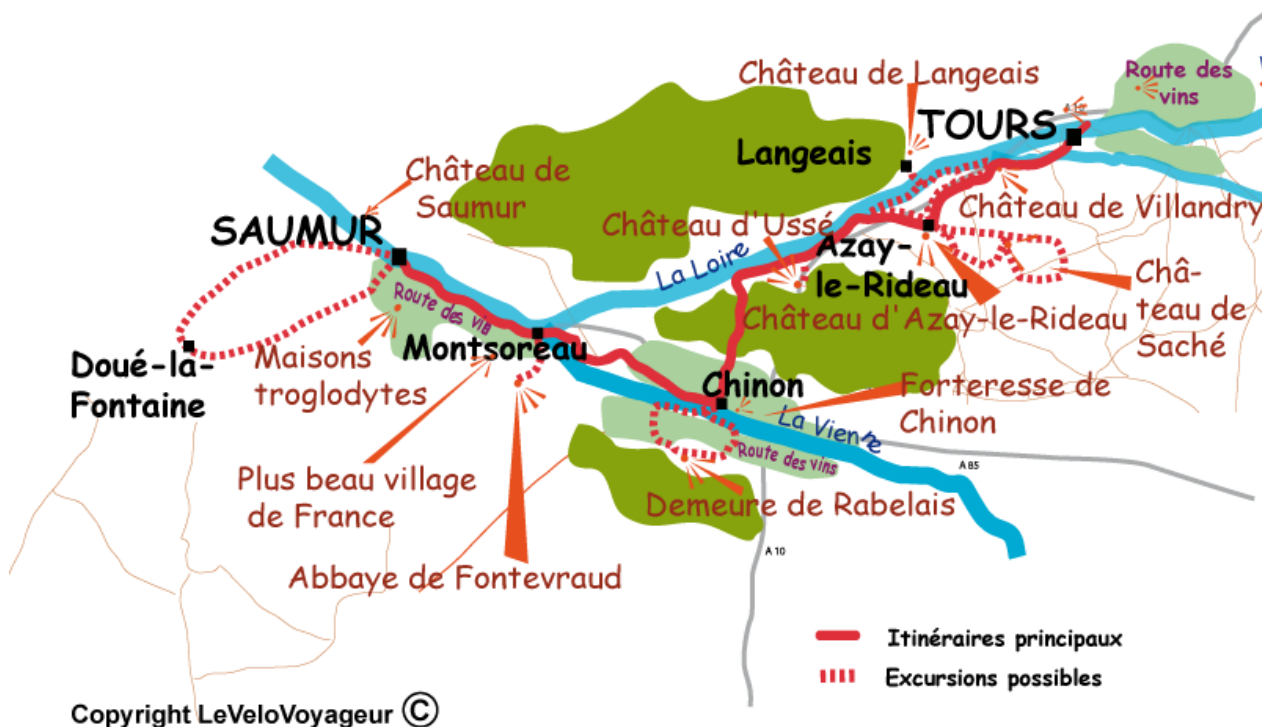 Château de Langeais
Route des
vins
A 10
TOURS
Langeais
Château de
Saumur
SAUMUR
Château d'Ussé
Château de Villandry
La Loire
Azay-
le-Rideau
Châ-
teau de
Saché
Route des vins
Château d'Azay-le-Rideau
Montsoreau
Maisons
troglodytes
Doué-la-
Fontaine
Chinon
Forteresse de
Chinon
La Vienne
Route des vins
A 85
Plus beau village
de France
Demeure de Rabelais
A 10
Abbaye de Fontevraud
Itinéraires principaux
Excursions possibles
Copyright LeVeloVoyageur ©